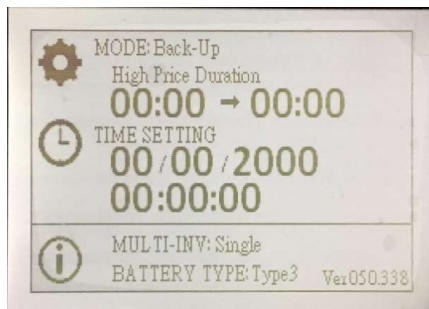 MODE: Back-Up
High Price Duration
00:00 → 00:00
TIME SETTING
00/00/2000
00:00:00
MULTI-INV: Single
BATTERY TYPE: Type3 Ver050.338